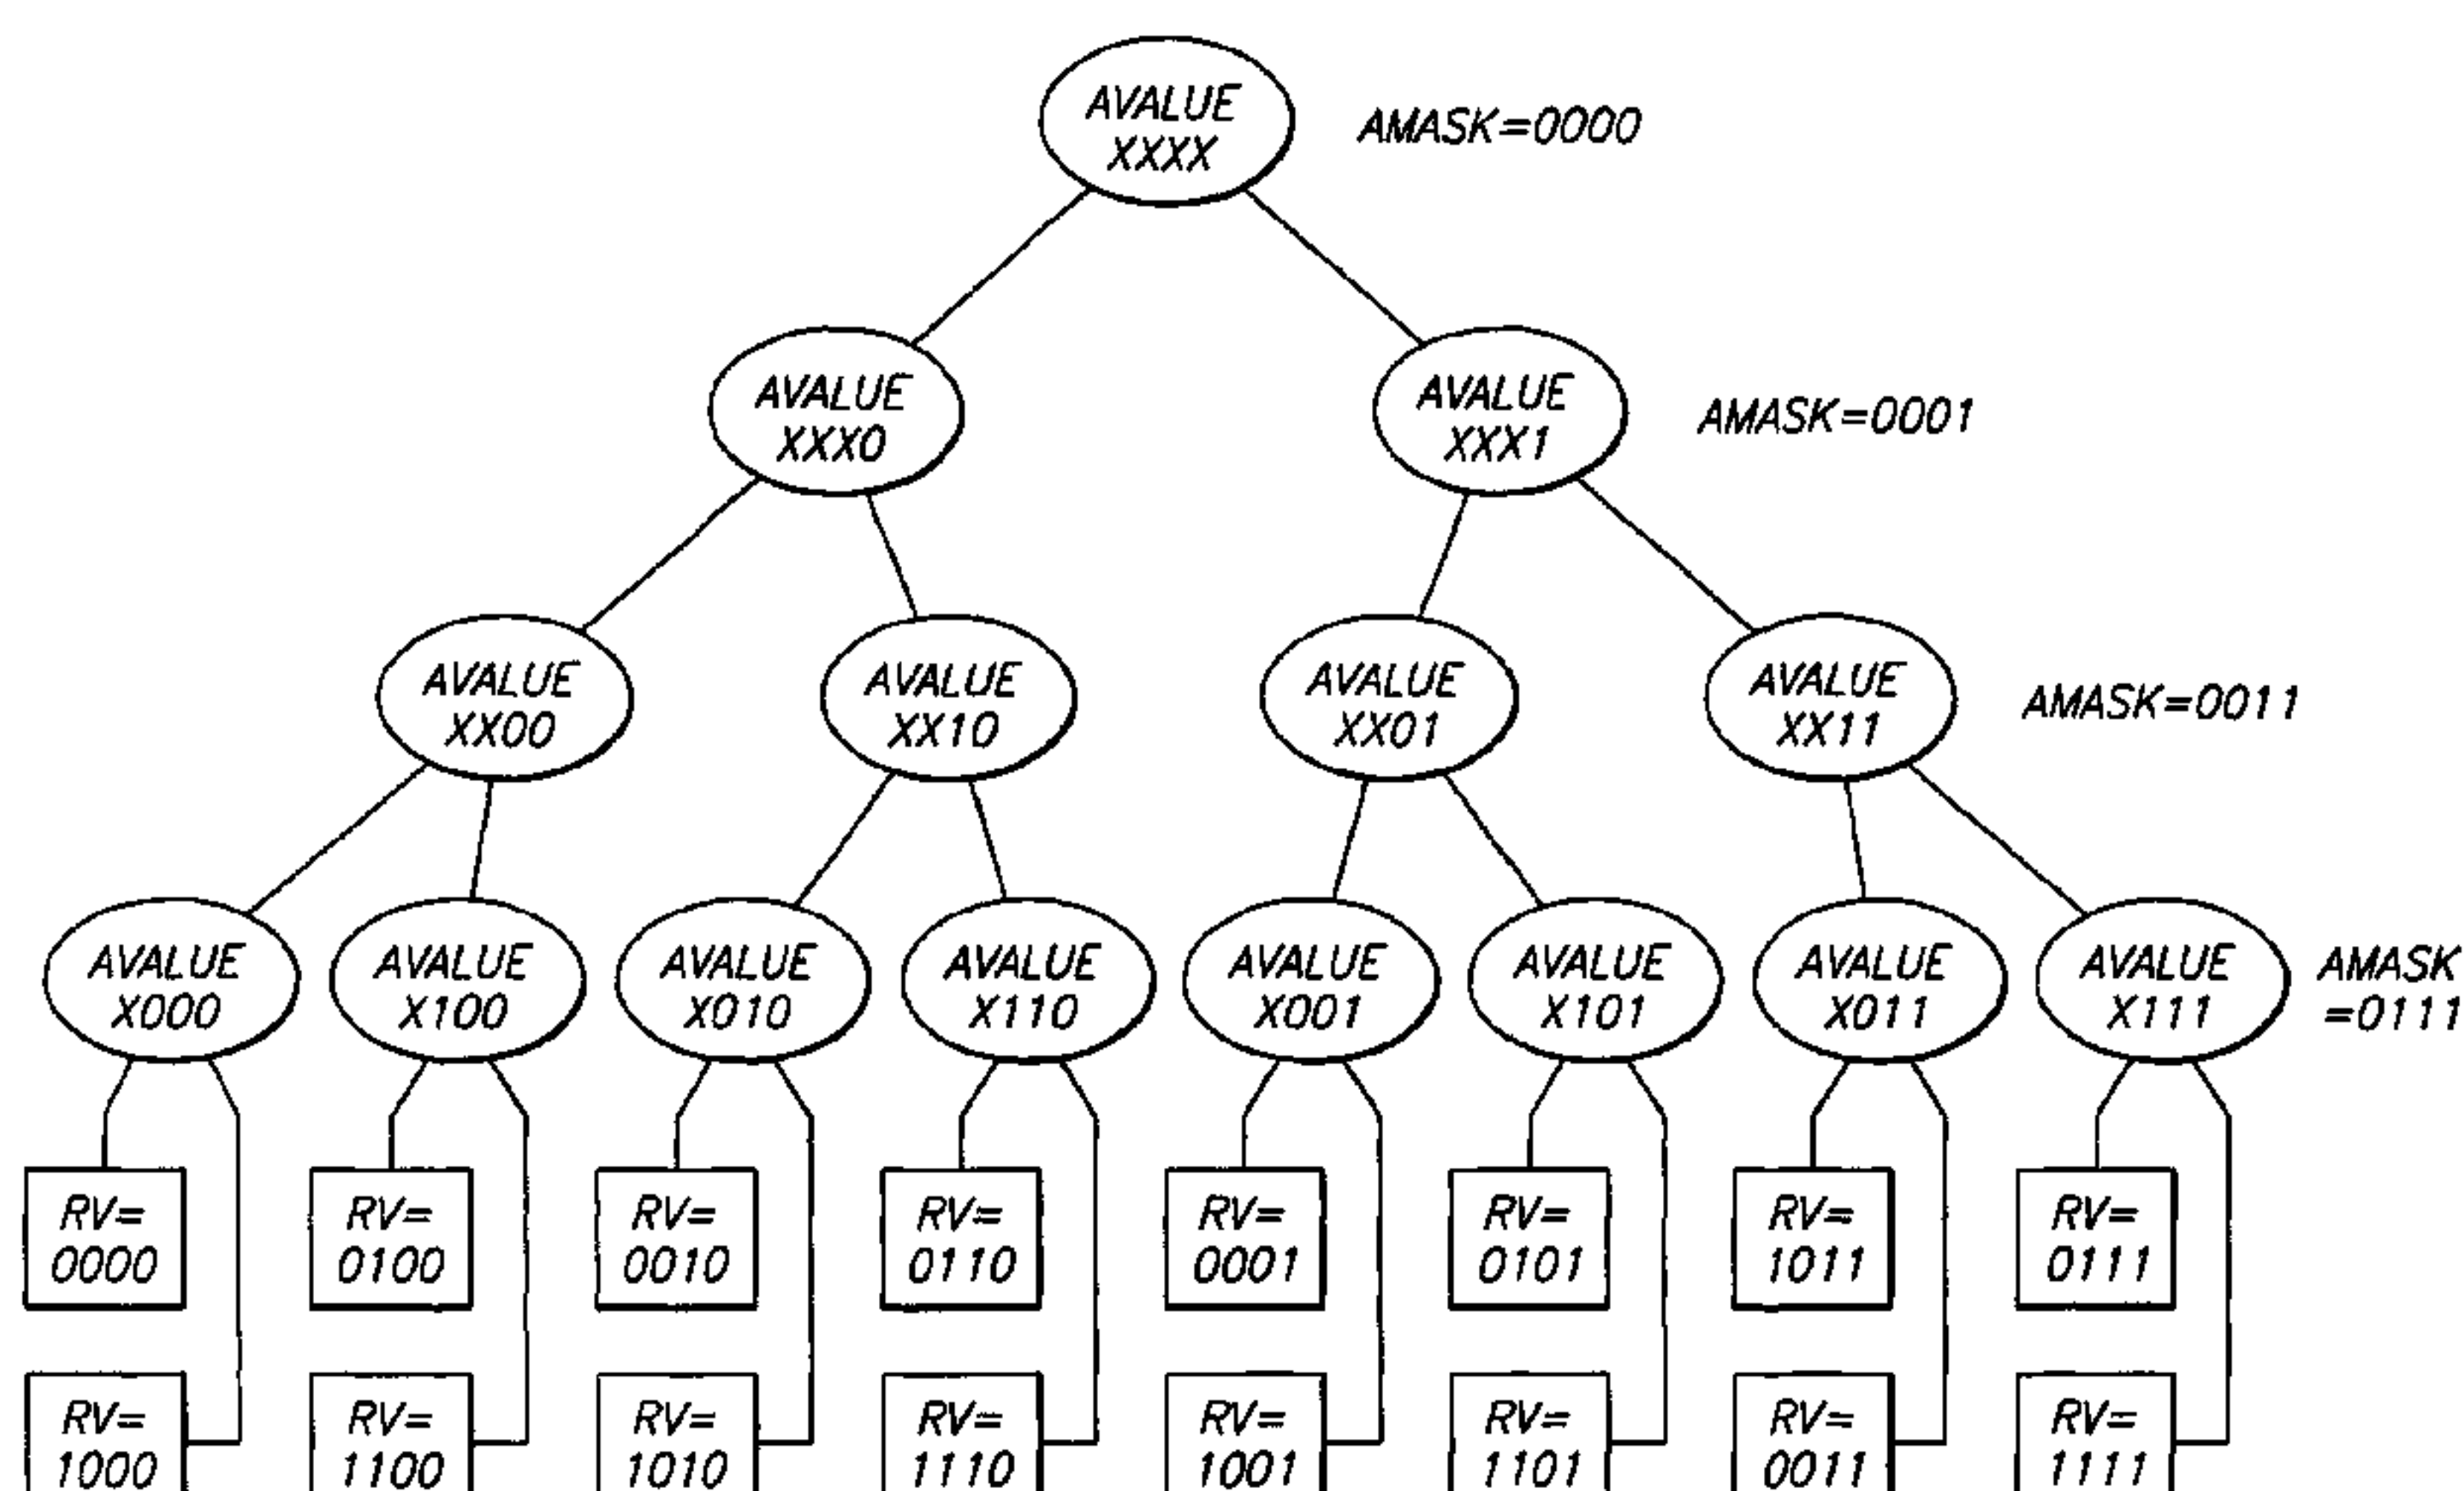 AVALUE
XXXX
AMASK=0000
AVALUE
XXX0
AVALUE
XXX1
AMASK=0001
AVALUE
XX00
AVALUE
XX10
AVALUE
XX01
AVALUE
XX11
AMASK=0011
AVALUE
X000
AVALUE
X100
AVALUE
X010
AVALUE
X110
AVALUE
X001
AVALUE
X101
AVALUE
X011
AVALUE
X111
AMASK
=0111
RV=
0000
RV=
0100
RV=
0010
RV=
0110
RV=
0001
RV=
0101
RV=
1011
RV=
0111
RV=
1000
RV=
1100
RV=
1010
RV=
1110
RV=
1001
RV=
1101
RV=
0011
RV=
1111